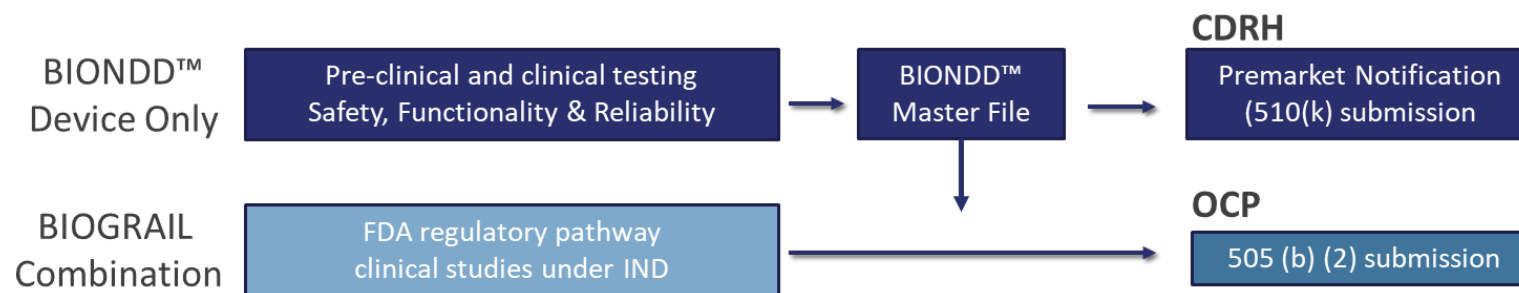 BIONDD™
Device Only
Pre-clinical and clinical testing
Safety, Functionality & Reliability
BIONDD™
Master File
CDRH
Premarket Notification
(510(k) submission
BIOGRAIL
Combination
FDA regulatory pathway
clinical studies under IND
OCP
505 (b) (2) submission